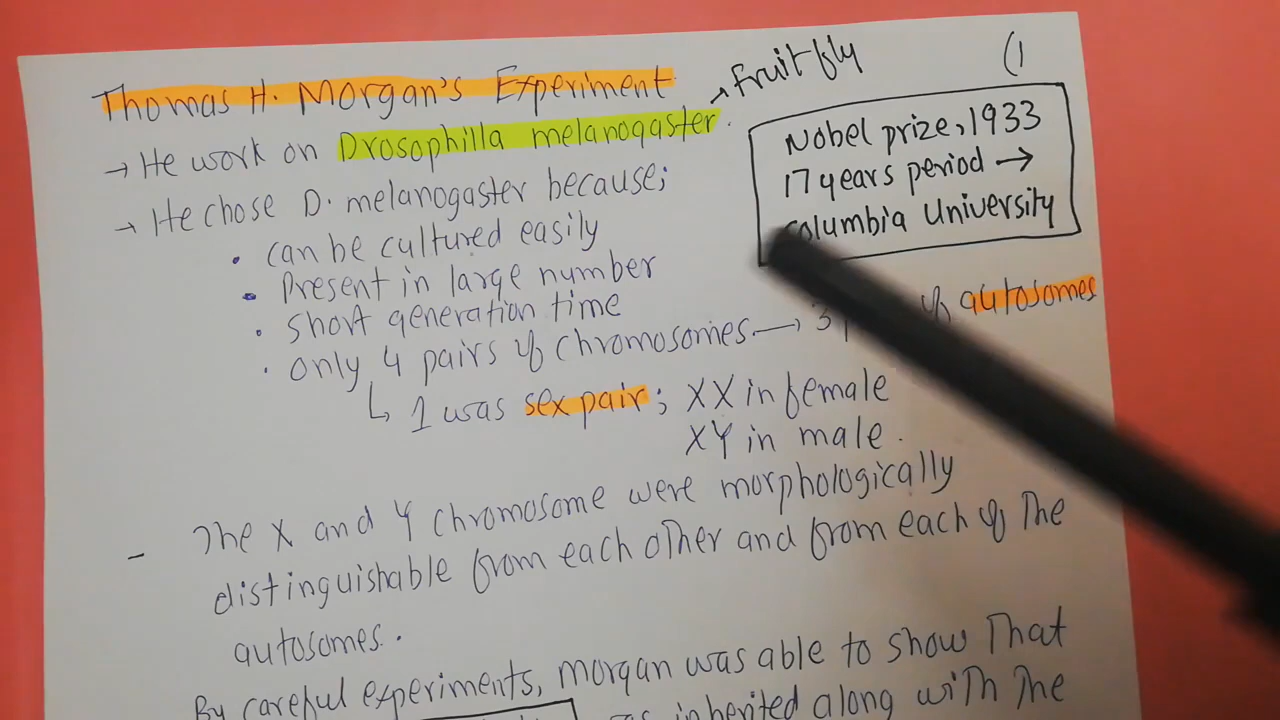 Thomas H. Morgan's Experiment
→ He work on Drosophilla melanogaster. → Fruit fly
(1
Nobel prize, 1933
17 years period →
Columbia University
→ He chose D. melanogaster because;
• can be cultured easily
• Present in large number
• Short generation time
• only 4 pairs of chromosomes → 3 of autosomes
↳ 1 was sex pair; XX in female
XY in male.
- The X and Y chromosome were morphologically
distinguishable from each other and from each of the
autosomes.
By careful experiments, Morgan was able to show That
inherited along with The